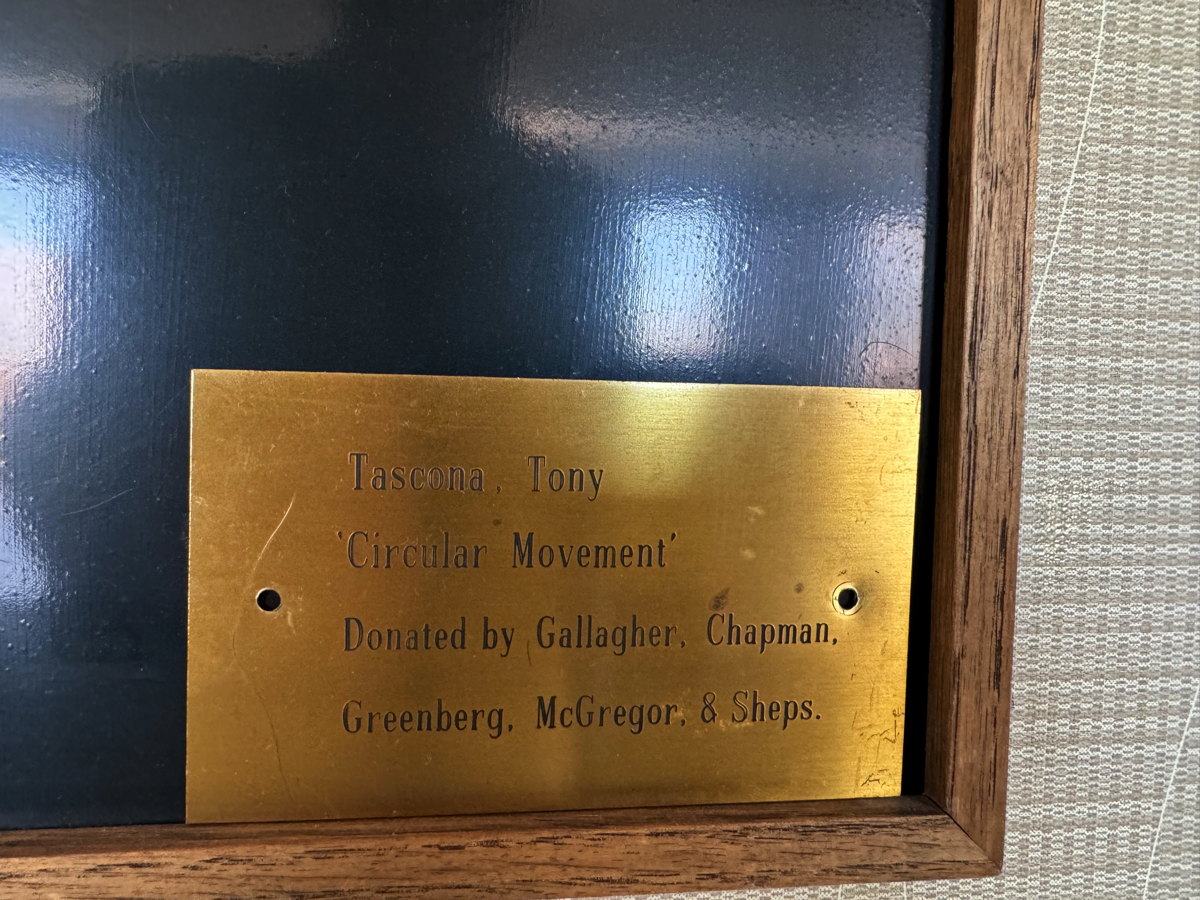 Tascona, Tony
'Circular Movement'
Donated by Gallagher, Chapman,
Greenberg, McGregor, & Sheps.